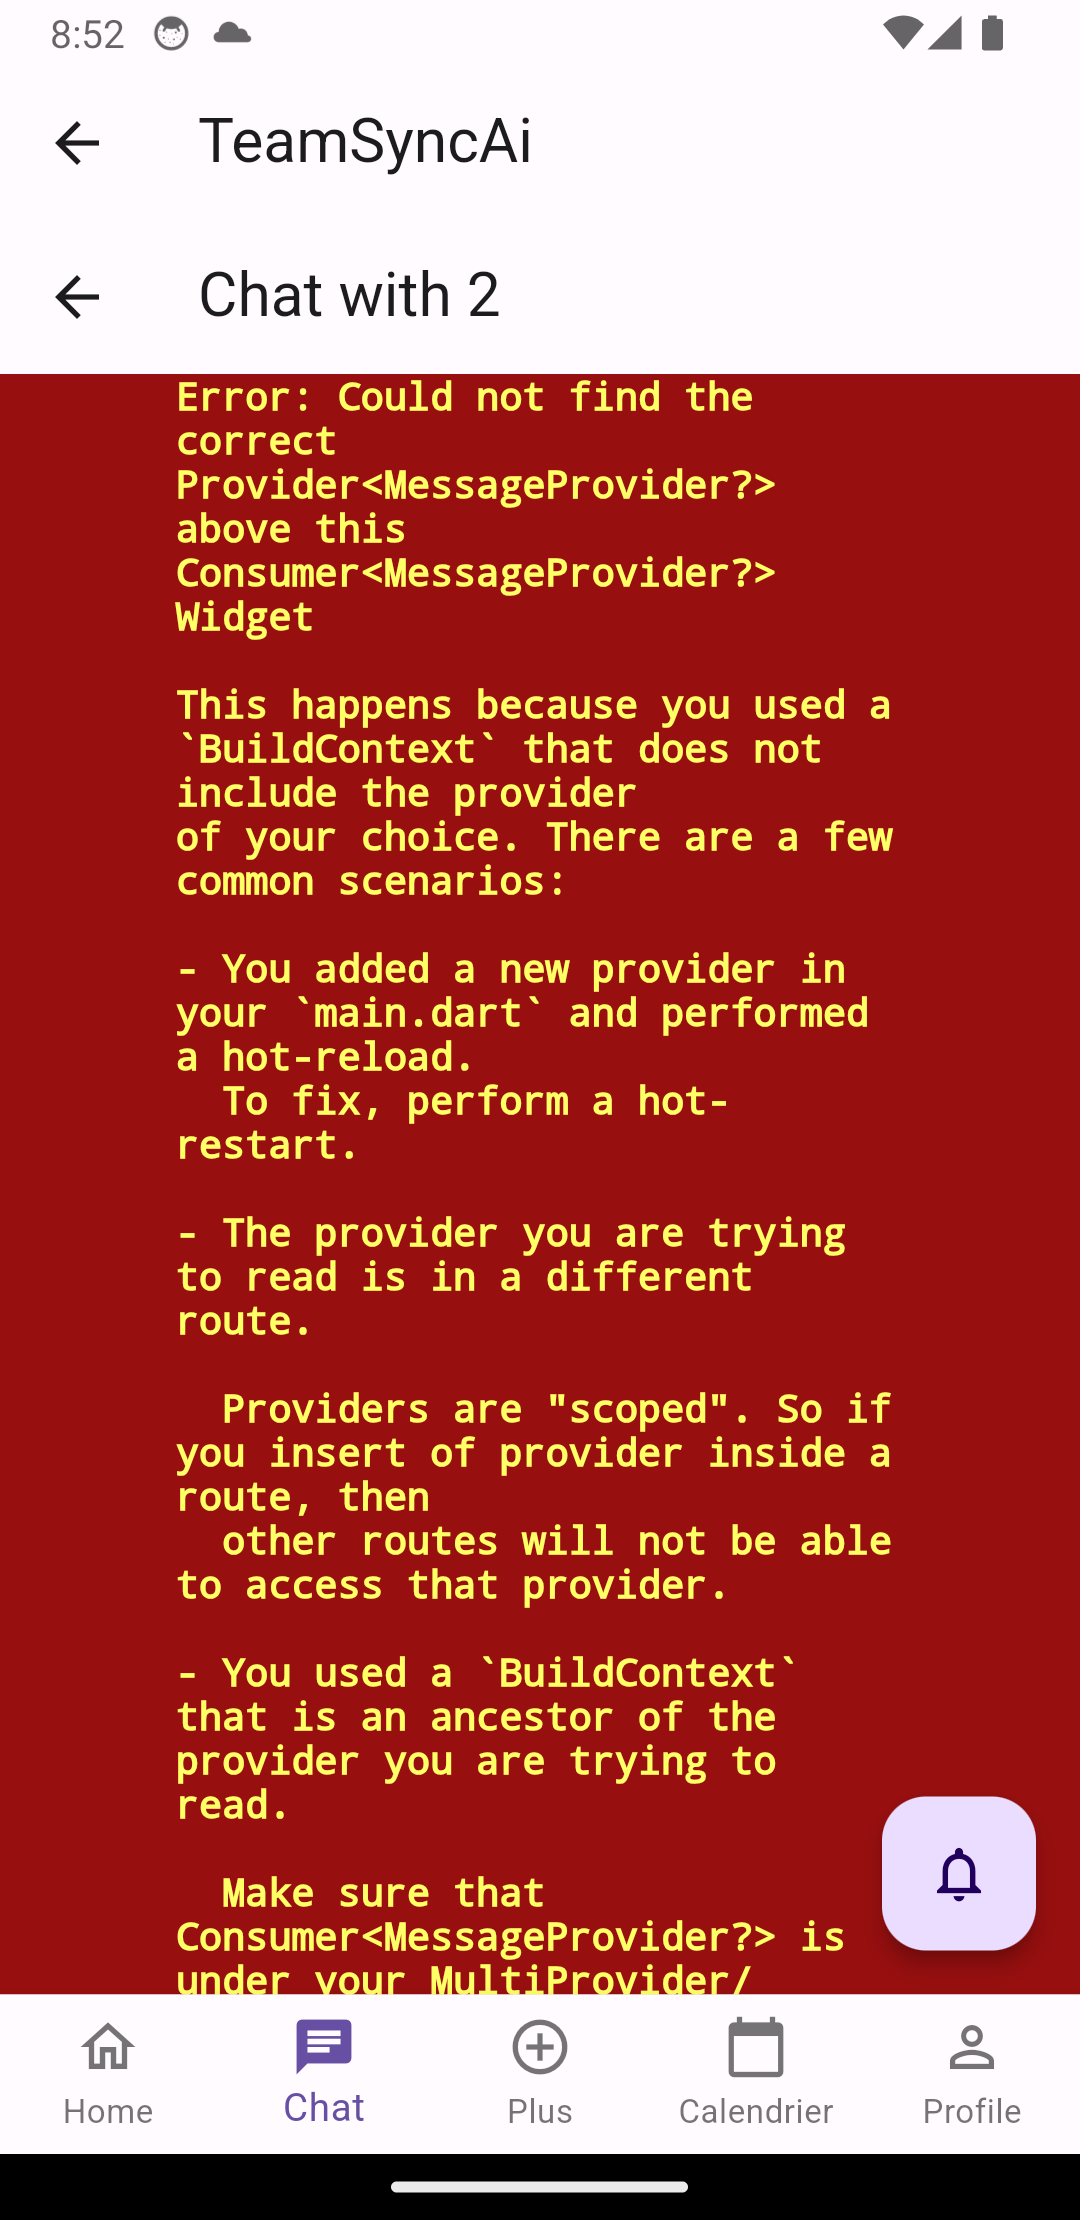 8:52
TeamSyncAi
Chat with 2
Error: Could not find the
correct
Provider<MessageProvider?>
above this
Consumer<MessageProvider?>
Widget
This happens because you used a
`BuildContext` that does not
include the provider
of your choice. There are a few
common scenarios:
- You added a new provider in
your `main.dart` and performed
a hot-reload.
To fix, perform a hot-
restart.
- The provider you are trying
to read is in a different
route.
Providers are "scoped". So if
you insert of provider inside a
route, then
other routes will not be able
to access that provider.
- You used a `BuildContext`
that is an ancestor of the
provider you are trying to
read.
Make sure that
Consumer<MessageProvider?> is
under your MultiProvider/
Home
Chat
Plus
Calendrier
Profile